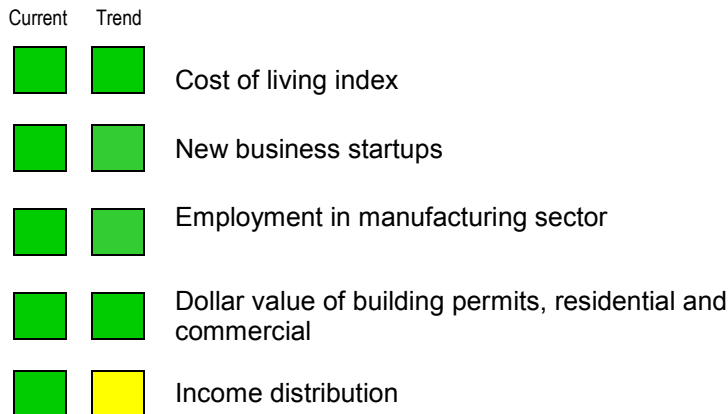 Current Trend
Cost of living index
New business startups
Employment in manufacturing sector
Dollar value of building permits, residential and
commercial
Income distribution